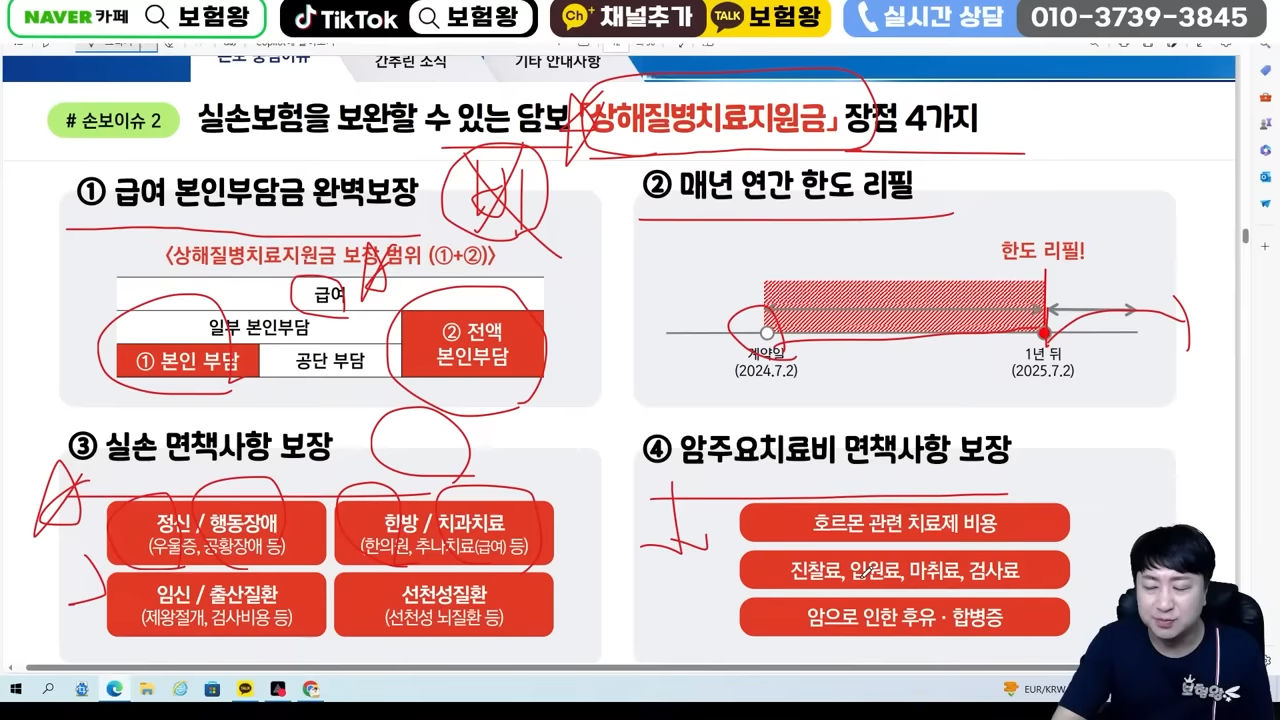 NAVER 카페 보험왕 TikTok 보험왕 Ch+ 채널추가 TALK 보험왕 실시간 상담 010-3739-3845
손보 중점이슈 간추린 소식 기타 안내사항
# 손보이슈 2 실손보험을 보완할 수 있는 담보 상해질병치료지원금」 장점 4가지
① 급여 본인부담금 완벽보장
비
<상해질병치료지원금 보장 범위 (①+②)>
급여
일부 본인부담
② 전액
본인부담
① 본인 부담 공단 부담
② 매년 연간 한도 리필
한도 리필!
계약일
(2024.7.2)
1년 뒤
(2025.7.2)
③ 실손 면책사항 보장
정신 / 행동장애
(우울증, 공황장애 등)
한방 / 치과치료
(한의원, 추나치료(급여) 등)
임신 / 출산질환
(제왕절개, 검사비용 등)
선천성질환
(선천성 뇌질환 등)
④ 암주요치료비 면책사항 보장
호르몬 관련 치료제 비용
진찰료, 입원료, 마취료, 검사료
암으로 인한 후유 · 합병증
보험왕
EUR/KRW